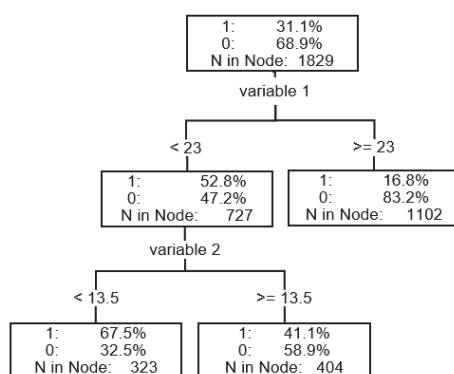 1: 31.1%
0: 68.9%
N in Node: 1829
variable 1
< 23
>= 23
1: 52.8%
0: 47.2%
N in Node: 727
1: 16.8%
0: 83.2%
N in Node: 1102
variable 2
< 13.5
>= 13.5
1: 67.5%
0: 32.5%
N in Node: 323
1: 41.1%
0: 58.9%
N in Node: 404